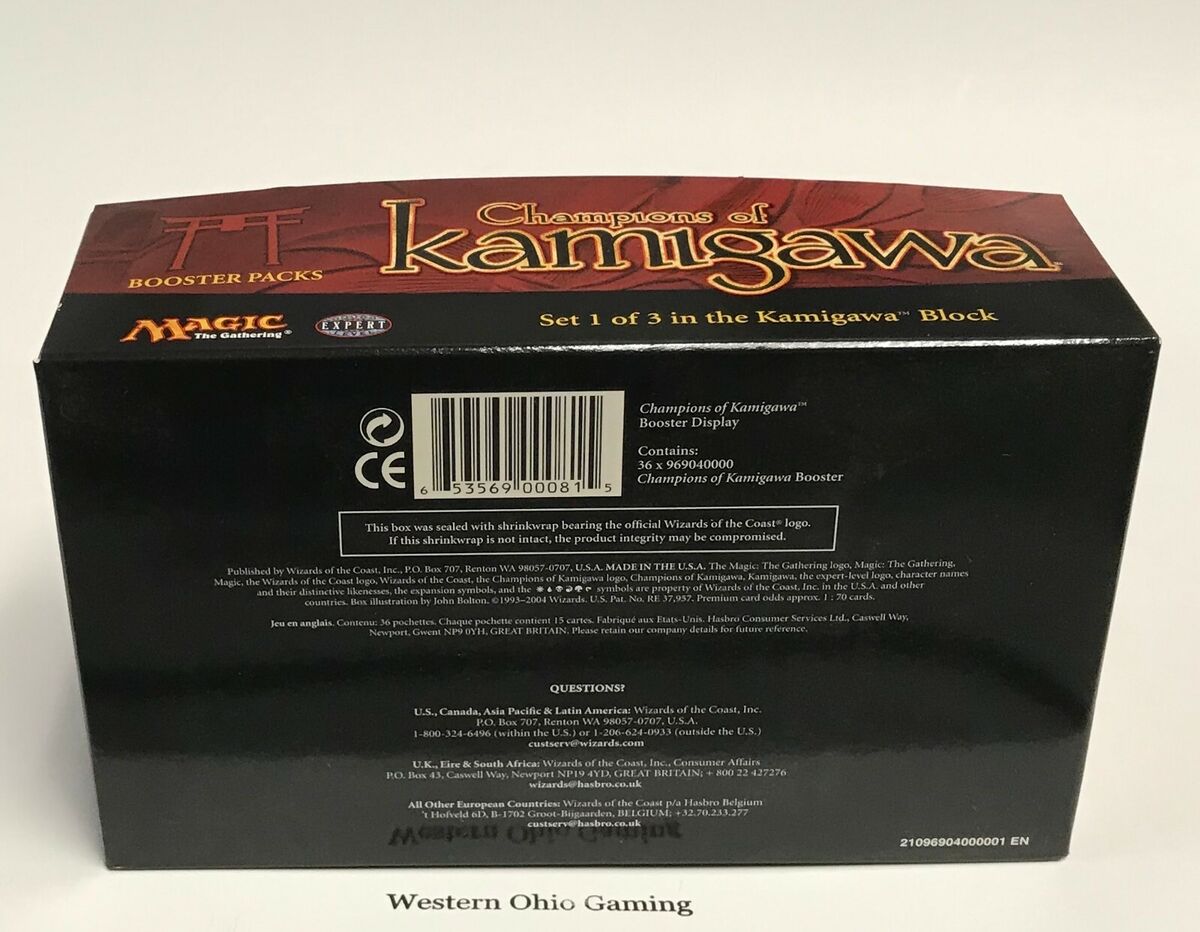 Champions of
Kamigawa™
BOOSTER PACKS
MAGIC
The Gathering®
EXPERT
LEVEL
Set 1 of 3 in the Kamigawa™ Block
Champions of Kamigawa™
Booster Display
Contains:
36 x 969040000
Champions of Kamigawa Booster
CE
6 53569 00081 5
This box was sealed with shrinkwrap bearing the official Wizards of the Coast® logo.
If this shrinkwrap is not intact, the product integrity may be compromised.
Published by Wizards of the Coast, Inc., P.O. Box 707, Renton WA 98057-0707, U.S.A. MADE IN THE U.S.A. The Magic: The Gathering logo, Magic: The Gathering,
Magic, the Wizards of the Coast logo, Wizards of the Coast, the Champions of Kamigawa logo, Champions of Kamigawa, Kamigawa, the expert-level logo, character names
and their distinctive likenesses, the expansion symbols, and the symbols are property of Wizards of the Coast, Inc. in the U.S.A. and other
countries. Box illustration by John Bolton. ©1993–2004 Wizards. U.S. Pat. No. RE 37,957. Premium card odds approx. 1 : 70 cards.
Jeu en anglais. Contenu: 36 pochettes. Chaque pochette contient 15 cartes. Fabriqué aux Etats-Unis. Hasbro Consumer Services Ltd., Caswell Way,
Newport, Gwent NP9 0YH, GREAT BRITAIN. Please retain our company details for future reference.
QUESTIONS?
U.S., Canada, Asia Pacific & Latin America: Wizards of the Coast, Inc.
P.O. Box 707, Renton WA 98057-0707, U.S.A.
1-800-324-6496 (within the U.S.) or 1-206-624-0933 (outside the U.S.)
custserv@wizards.com
U.K., Eire & South Africa: Wizards of the Coast, Inc., Consumer Affairs
P.O. Box 43, Caswell Way, Newport NP19 4YD, GREAT BRITAIN; + 800 22 427276
wizards@hasbro.co.uk
All Other European Countries: Wizards of the Coast p/a Hasbro Belgium
't Hofveld 6D, B-1702 Groot-Bijgaarden, BELGIUM; +32.70.233.277
custserv@hasbro.co.uk
21096904000001 EN
Western Ohio Gaming